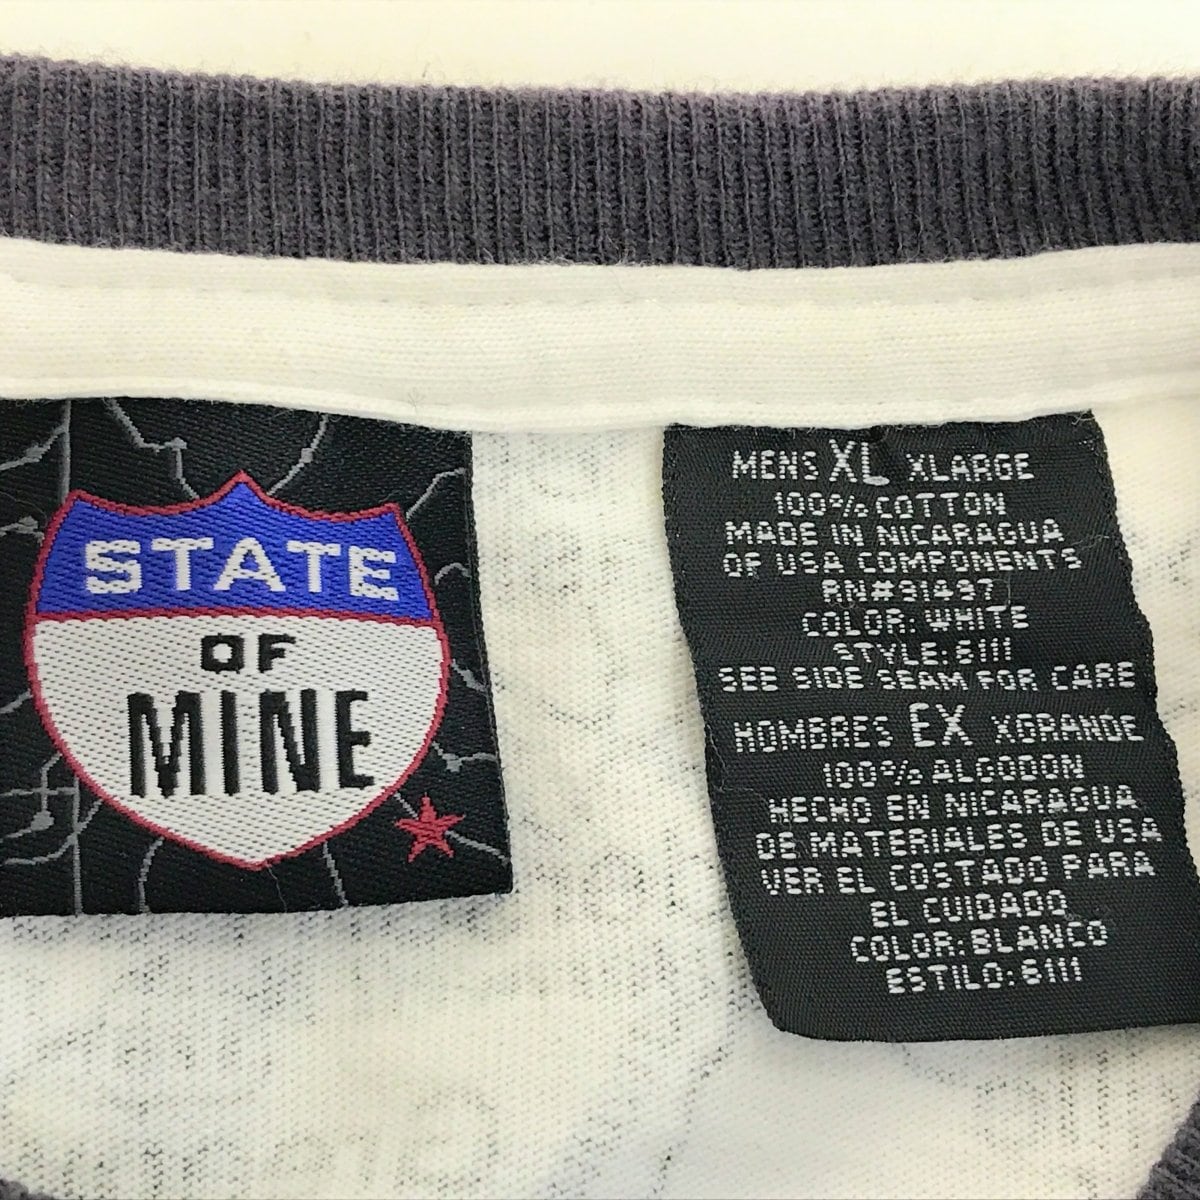 STATE
OF
MINE
MENS XL XLARGE
100% COTTON
MADE IN NICARAGUA
OF USA COMPONENTS
RN#91497
COLOR: WHITE
STYLE: 6111
SEE SIDE SEAM FOR CARE
HOMBRES EX XGRANDE
100% ALGODON
HECHO EN NICARAGUA
DE MATERIALES DE USA
VER EL COSTADO PARA
EL CUIDADO
COLOR: BLANCO
ESTILO: 6111